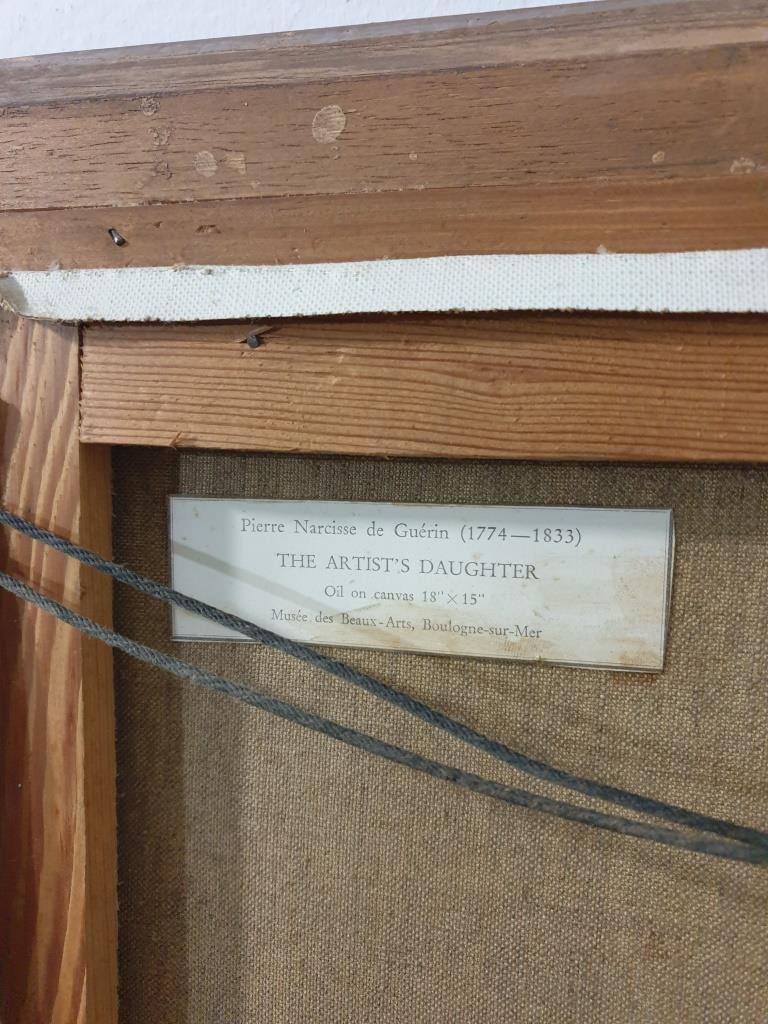 Pierre Narcisse de Guérin (1774—1833)
THE ARTIST'S DAUGHTER
Oil on canvas 18"×15"
Musée des Beaux-Arts, Boulogne-sur-Mer